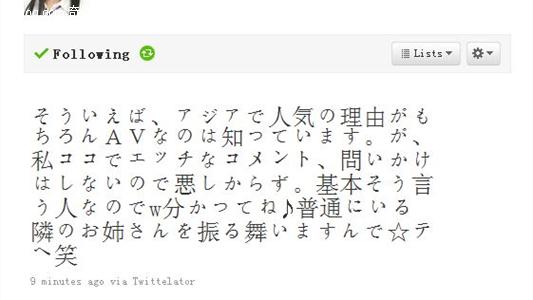 Following
Lists
そういえば、アジアで人気の理由がも
ちろんＡＶなのは知っています。が、
私ココでエッチなコメント、問いかけ
はしないので悪しからず。基本そう言
う人なのでw分かってね♪普通にいる
隣のお姉さんを振る舞いますんで☆テ
ヘ笑
9 minutes ago via Twittelator